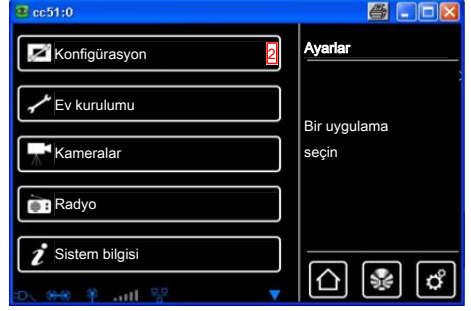 cc51:0
Konfigürasyon 2
Ev kurulumu
Kameralar
Radyo
Sistem bilgisi
Ayarlar
Bir uygulama
seçin